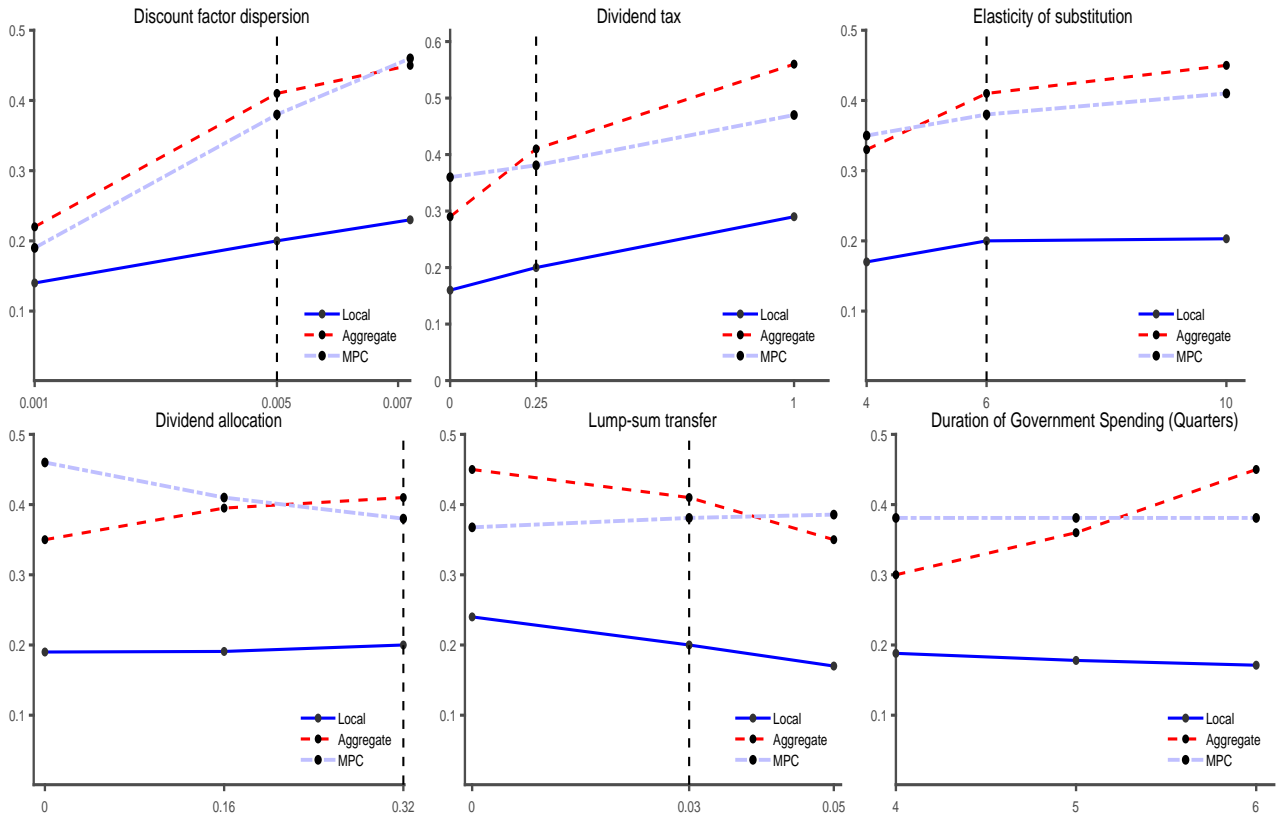 Discount factor dispersion
0.5
0.4
0.3
0.2
0.1
0.001
0.005
0.007
Local
Aggregate
MPC
Dividend tax
0.6
0.5
0.4
0.3
0.2
0.1
0
0
0.25
1
Local
Aggregate
MPC
Elasticity of substitution
0.5
0.4
0.3
0.2
0.1
4
6
10
Local
Aggregate
MPC
Dividend allocation
0.5
0.4
0.3
0.2
0.1
0
0.16
0.32
Local
Aggregate
MPC
Lump-sum transfer
0.5
0.4
0.3
0.2
0.1
0
0.03
0.05
Local
Aggregate
MPC
Duration of Government Spending (Quarters)
0.5
0.4
0.3
0.2
0.1
4
5
6
Local
Aggregate
MPC